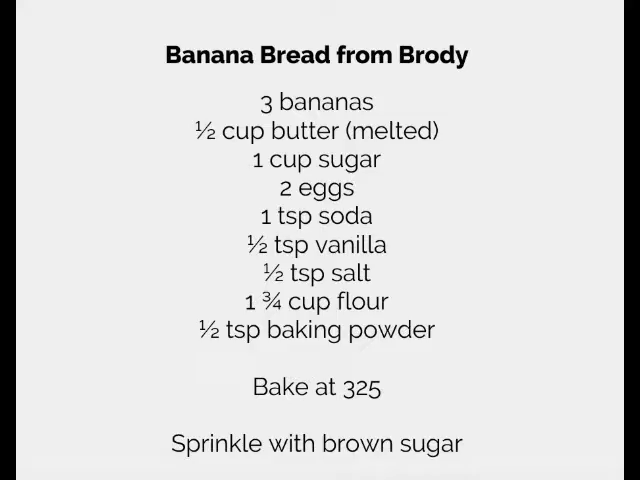 Banana Bread from Brody
3 bananas
½ cup butter (melted)
1 cup sugar
2 eggs
1 tsp soda
½ tsp vanilla
½ tsp salt
1 ¾ cup flour
½ tsp baking powder
Bake at 325
Sprinkle with brown sugar